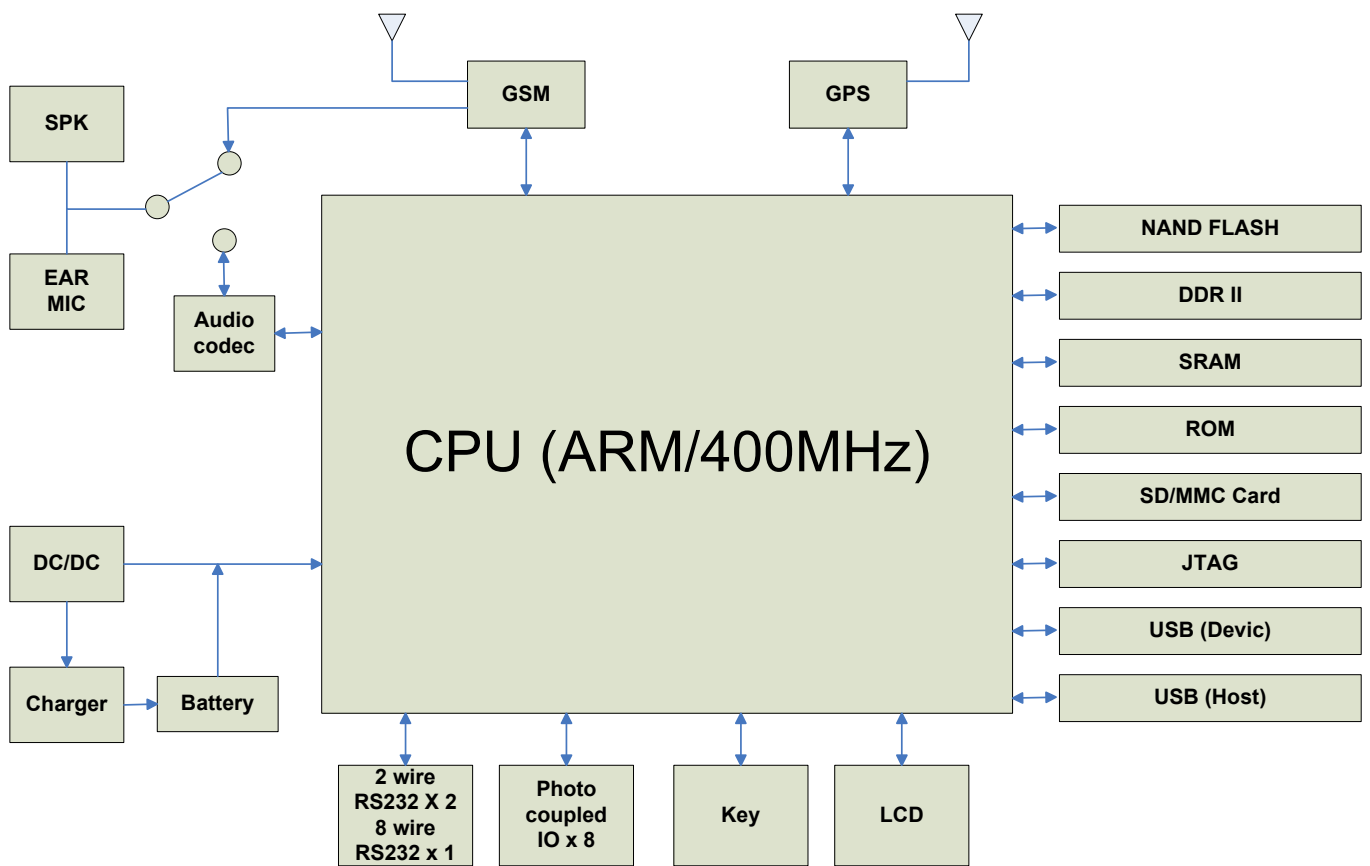 GSM
GPS
SPK
EAR
MIC
Audio
codec
CPU (ARM/400MHz)
NAND FLASH
DDR II
SRAM
ROM
SD/MMC Card
JTAG
USB (Devic)
USB (Host)
DC/DC
Charger
Battery
2 wire
RS232 X 2
8 wire
RS232 x 1
Photo
coupled
IO x 8
Key
LCD